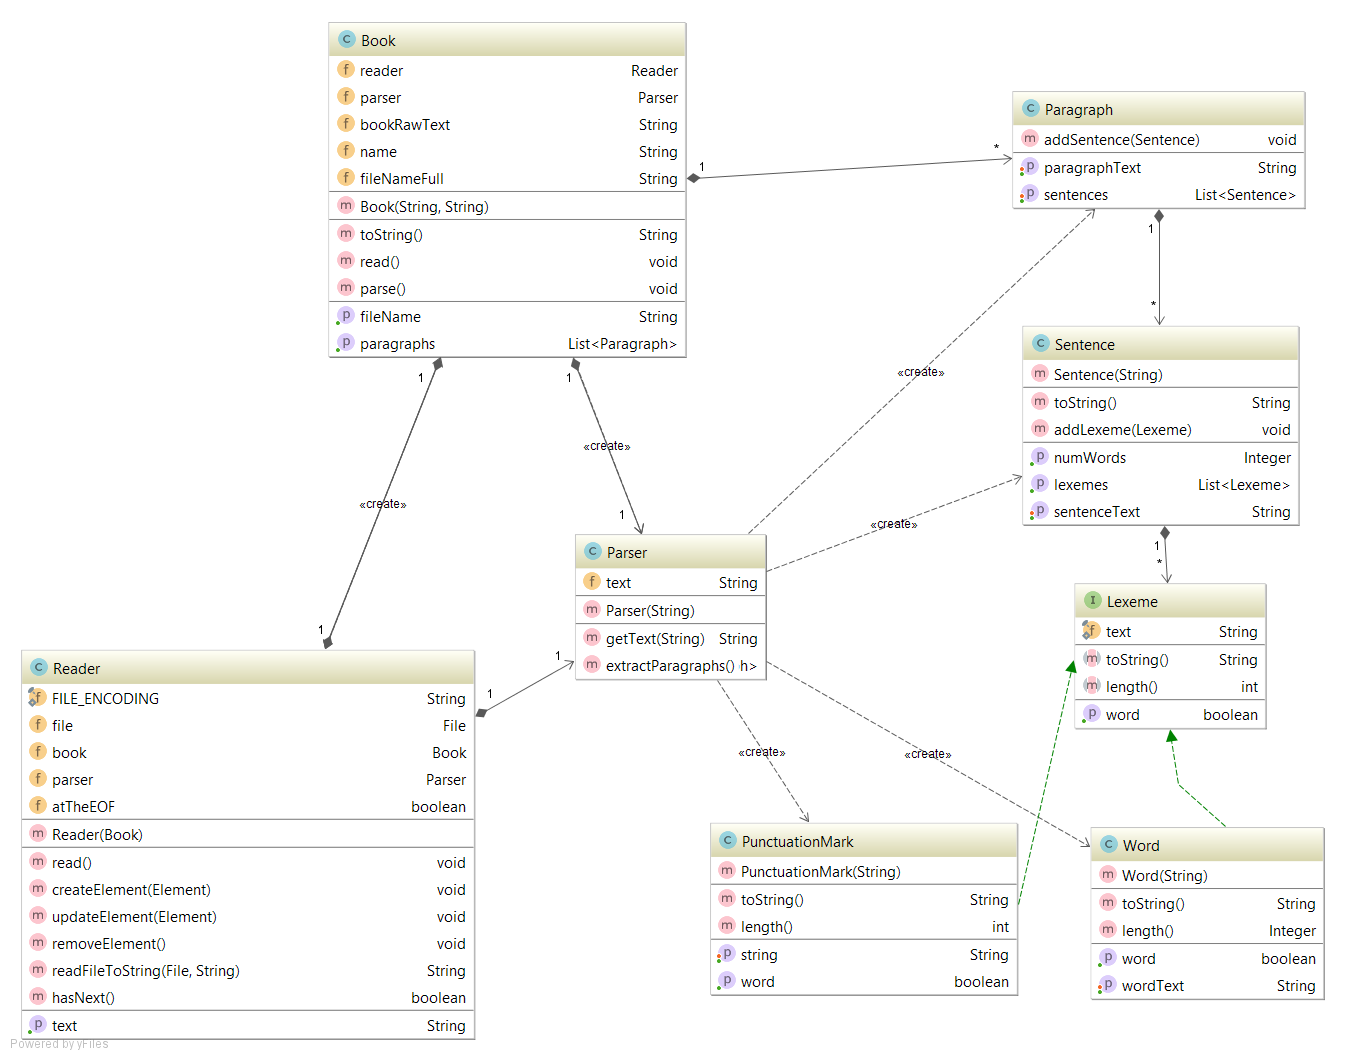 C Book
f reader Reader
f parser Parser
f bookRawText String
f name String
f fileNameFull String
m Book(String, String)
m toString() String
m read() void
m parse() void
p fileName String
p paragraphs List<Paragraph>
C Paragraph
m addSentence(Sentence) void
p paragraphText String
p sentences List<Sentence>
1
*
1
*
C Sentence
m Sentence(String)
m toString() String
m addLexeme(Lexeme) void
p numWords Integer
p lexemes List<Lexeme>
p sentenceText String
1
1
«create»
«create»
«create»
«create»
1
1
1
*
C Parser
f text String
m Parser(String)
m getText(String) String
m extractParagraphs() h>
I Lexeme
f text String
m toString() String
m length() int
p word boolean
1
1
C Reader
f FILE_ENCODING String
f file File
f book Book
f parser Parser
f atTheEOF boolean
m Reader(Book)
m read() void
m createElement(Element) void
m updateElement(Element) void
m removeElement() void
m readFileToString(File, String) String
m hasNext() boolean
p text String
«create»
«create»
C PunctuationMark
m PunctuationMark(String)
m toString() String
m length() int
p string String
p word boolean
C Word
m Word(String)
m toString() String
m length() Integer
p word boolean
p wordText String
Powered by yFiles